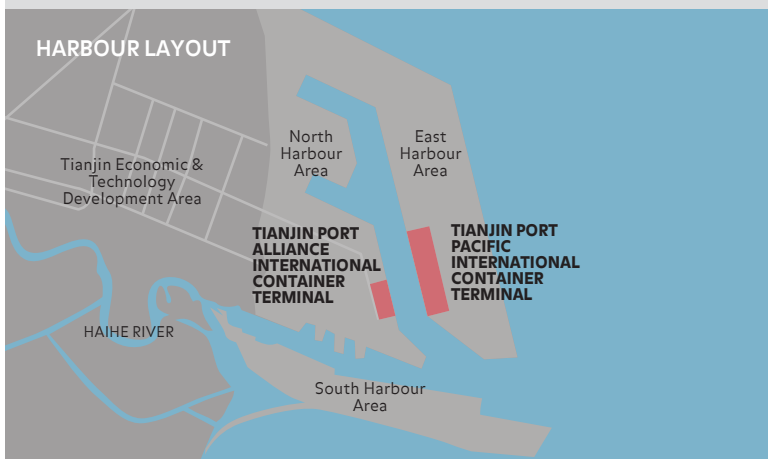 HARBOUR LAYOUT
North
Harbour
Area
East
Harbour
Area
Tianjin Economic &
Technology
Development Area
TIANJIN PORT
ALLIANCE
INTERNATIONAL
CONTAINER
TERMINAL
TIANJIN PORT
PACIFIC
INTERNATIONAL
CONTAINER
TERMINAL
HAIHE RIVER
South Harbour
Area